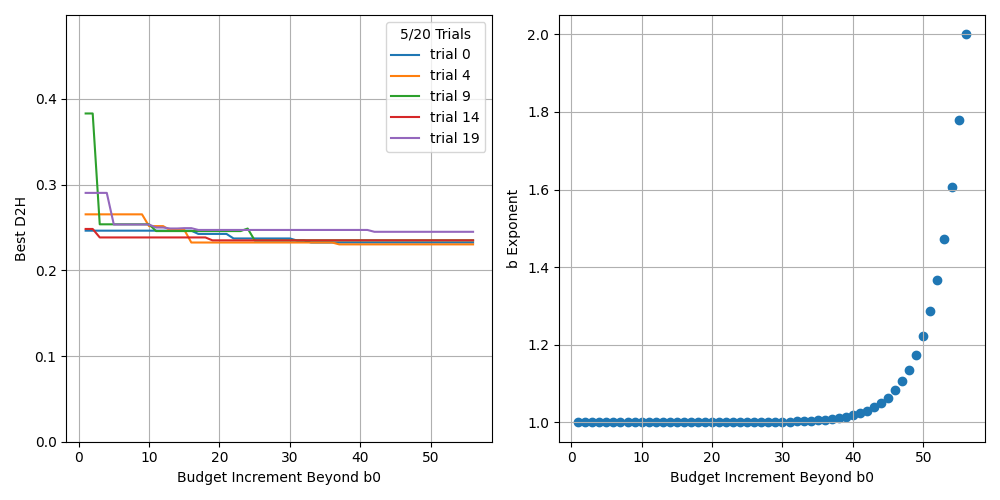 5/20 Trials
trial 0
trial 4
trial 9
trial 14
trial 19
Best D2H
0.4
0.3
0.2
0.1
0.0
0 10 20 30 40 50
Budget Increment Beyond b0
b Exponent
2.0
1.8
1.6
1.4
1.2
1.0
0 10 20 30 40 50
Budget Increment Beyond b0